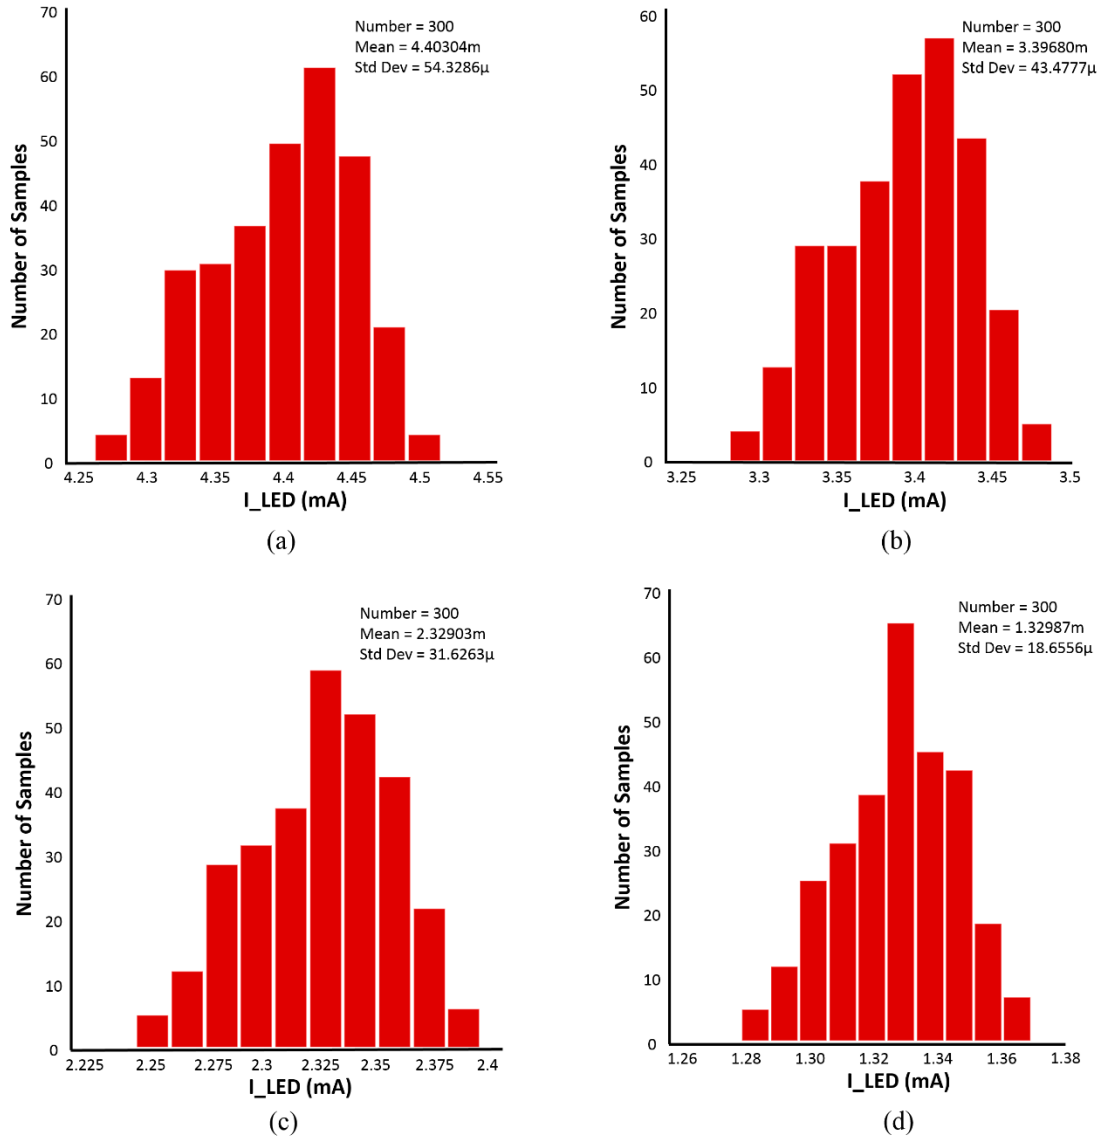 70
60
50
40
30
20
10
0
Number of Samples
Number = 300
Mean = 4.40304m
Std Dev = 54.3286µ
4.25 4.3 4.35 4.4 4.45 4.5 4.55
I_LED (mA)
(a)
60
50
40
30
20
10
0
Number of Samples
Number = 300
Mean = 3.39680m
Std Dev = 43.4777µ
3.25 3.3 3.35 3.4 3.45 3.5
I_LED (mA)
(b)
70
60
50
40
30
20
10
0
Number of Samples
Number = 300
Mean = 2.32903m
Std Dev = 31.6263µ
2.225 2.25 2.275 2.3 2.325 2.35 2.375 2.4
I_LED (mA)
(c)
70
60
50
40
30
20
10
0
Number of Samples
Number = 300
Mean = 1.32987m
Std Dev = 18.6556µ
1.26 1.28 1.30 1.32 1.34 1.36 1.38
I_LED (mA)
(d)